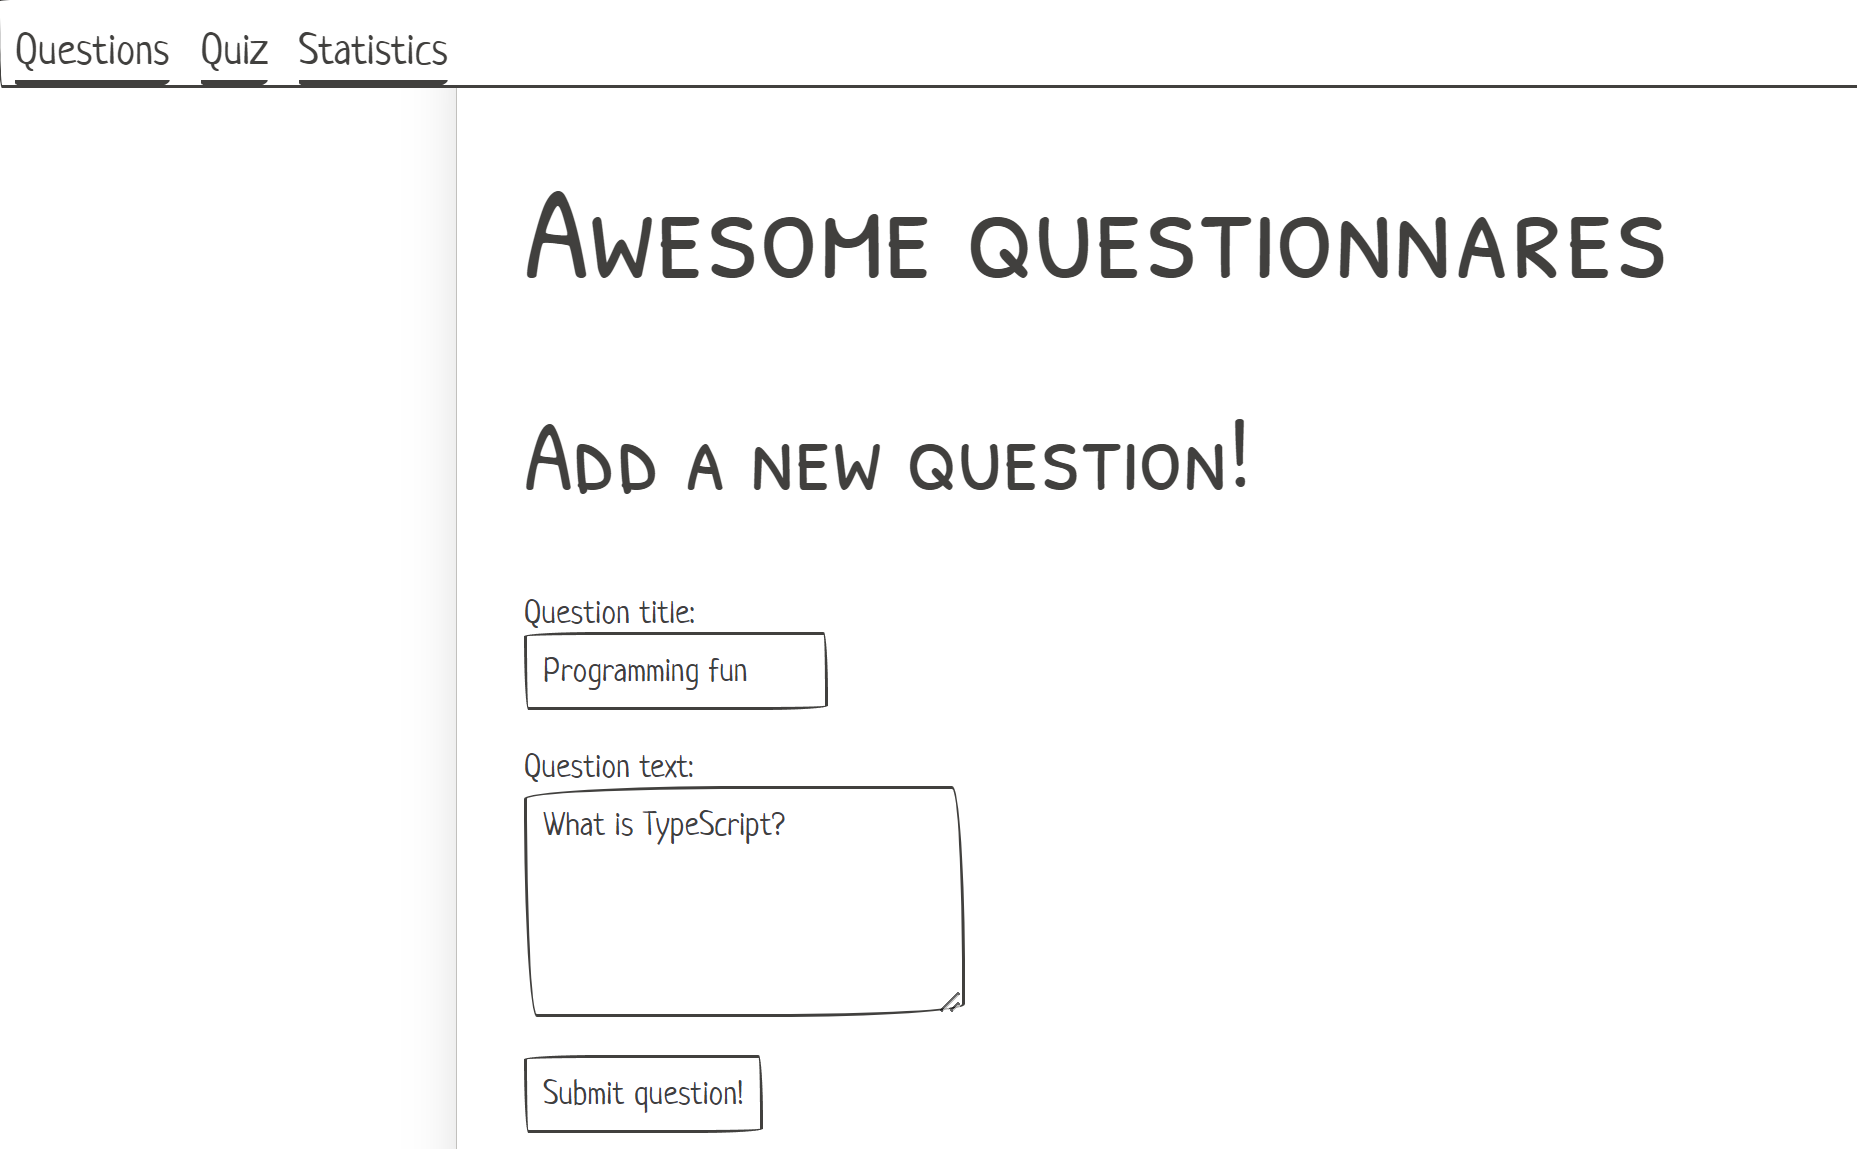 Questions Quiz Statistics
Awesome questionnares
Add a new question!
Question title:
Programming fun
Question text:
What is TypeScript?
Submit question!